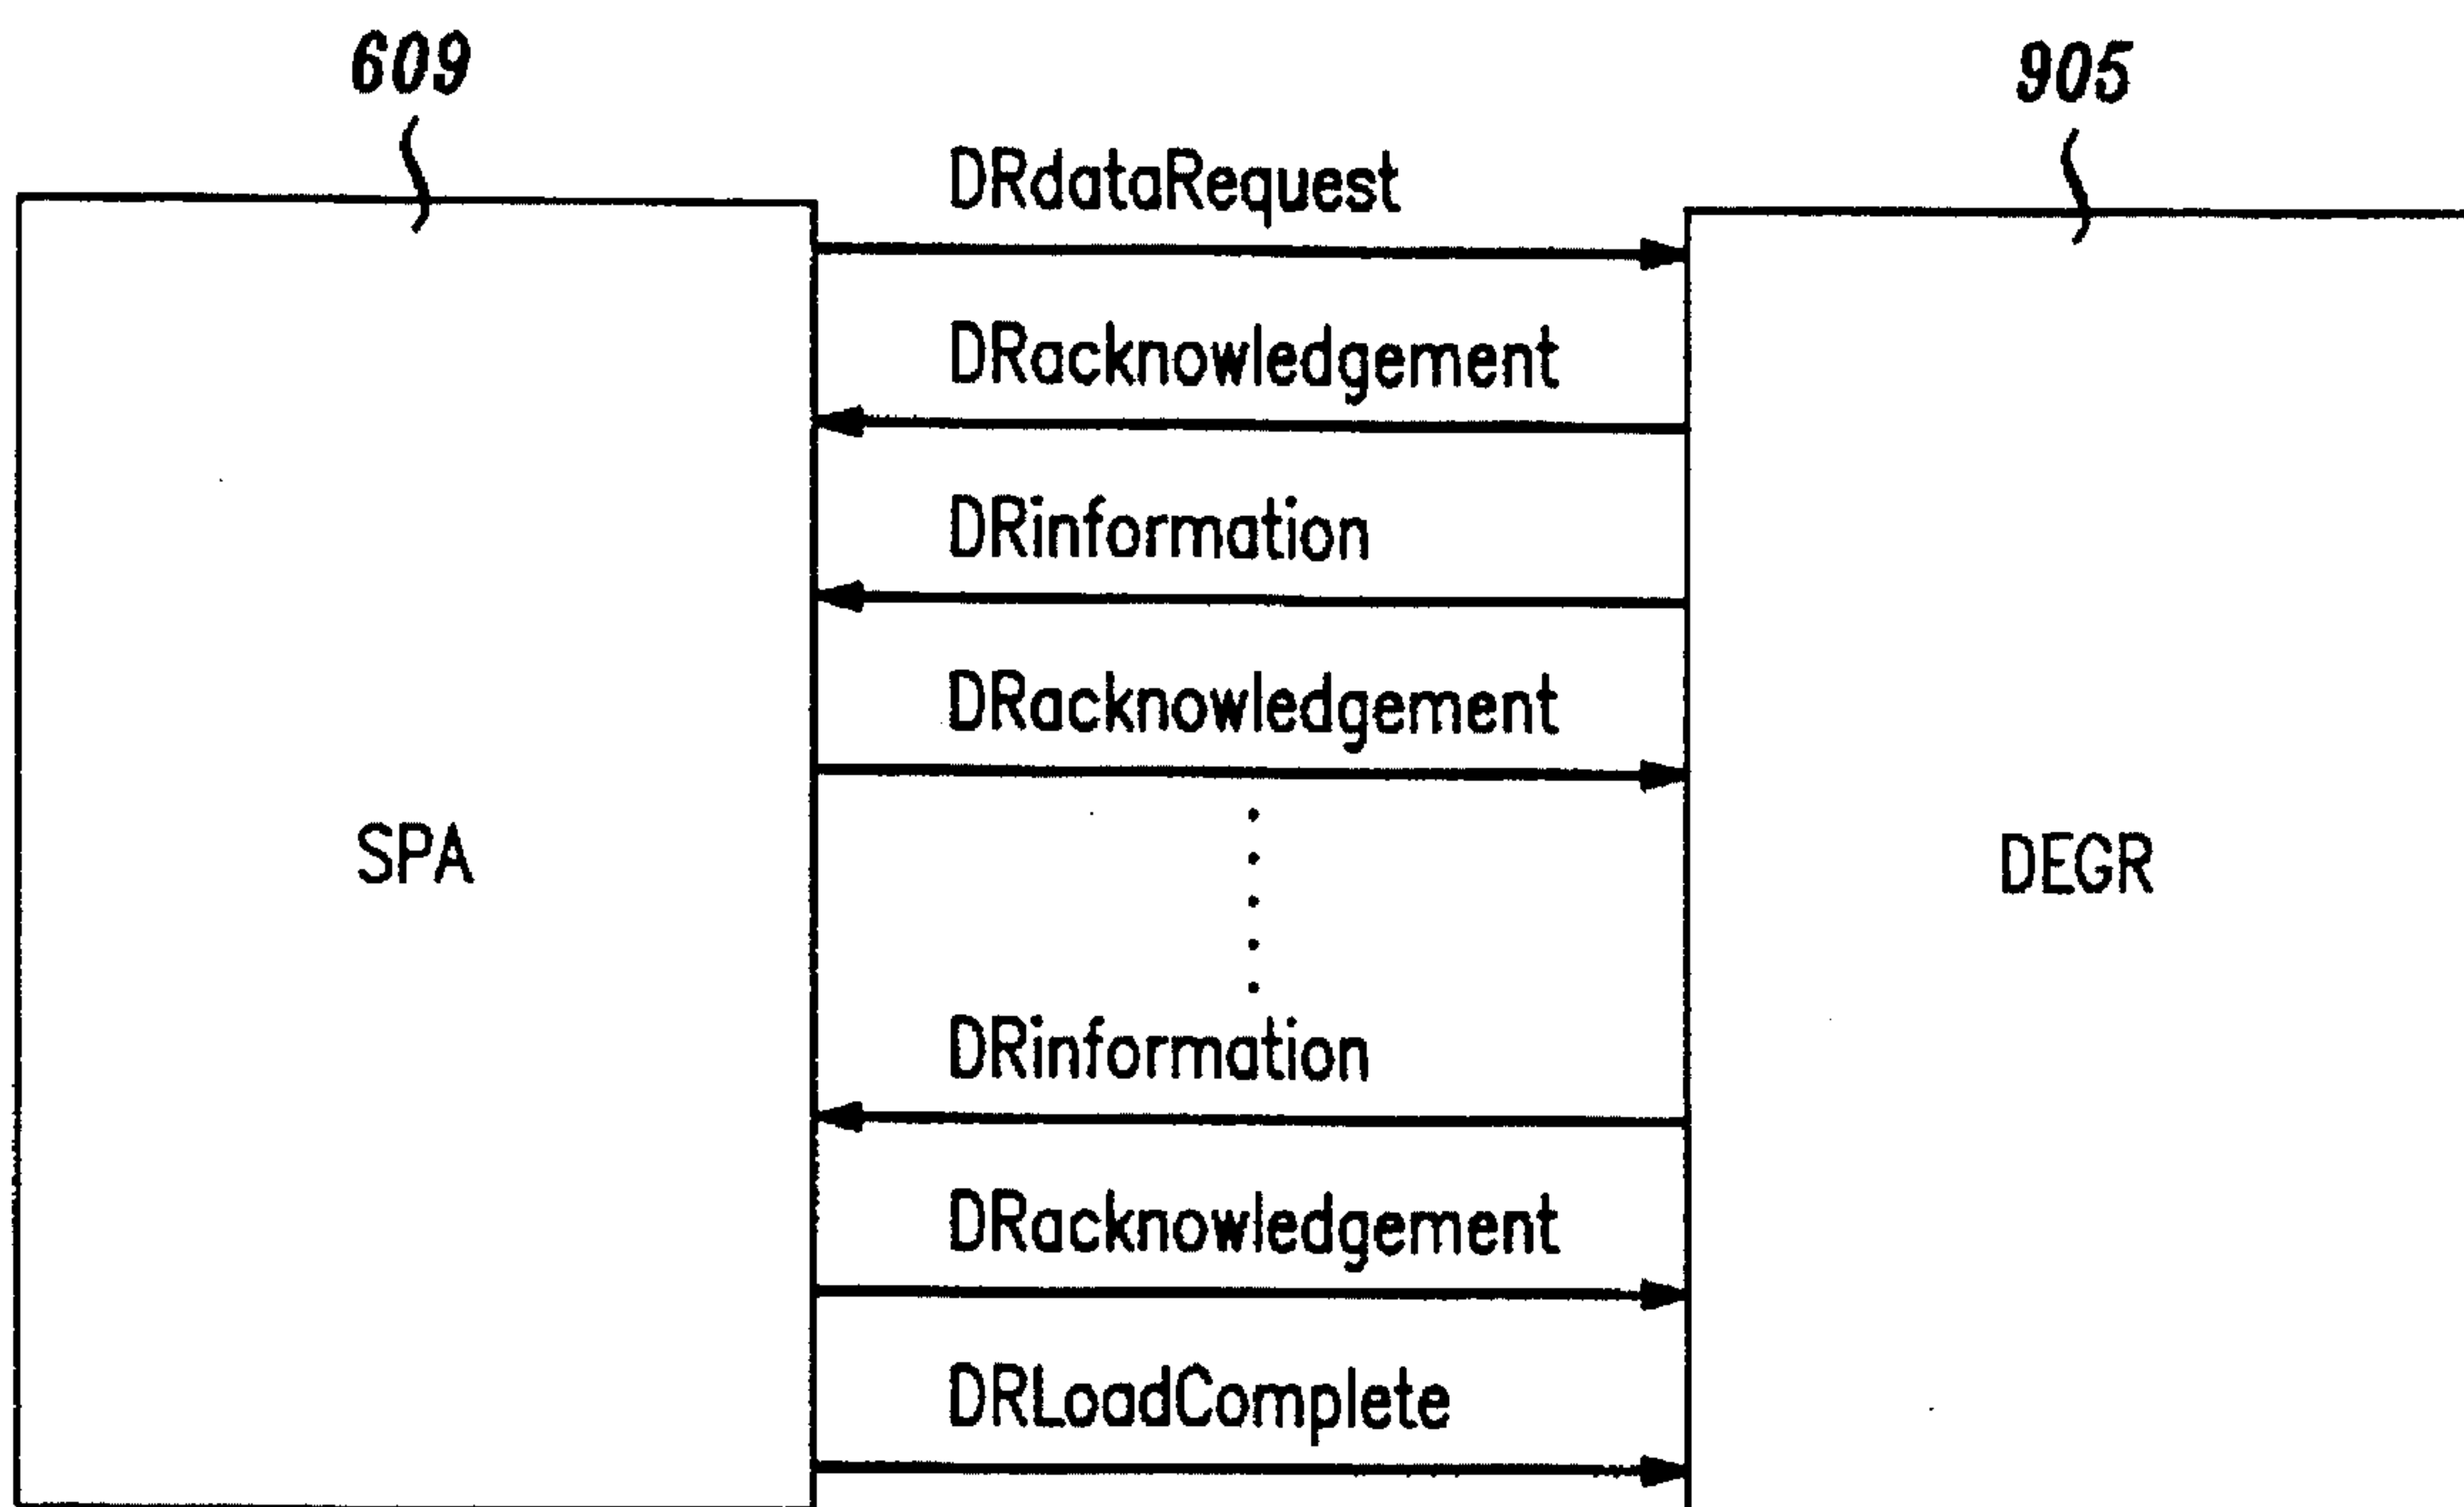 609
905
DRdataRequest
DRacknowledgement
DRinformation
DRacknowledgement
SPA
DEGR
DRinformation
DRacknowledgement
DRLoadComplete